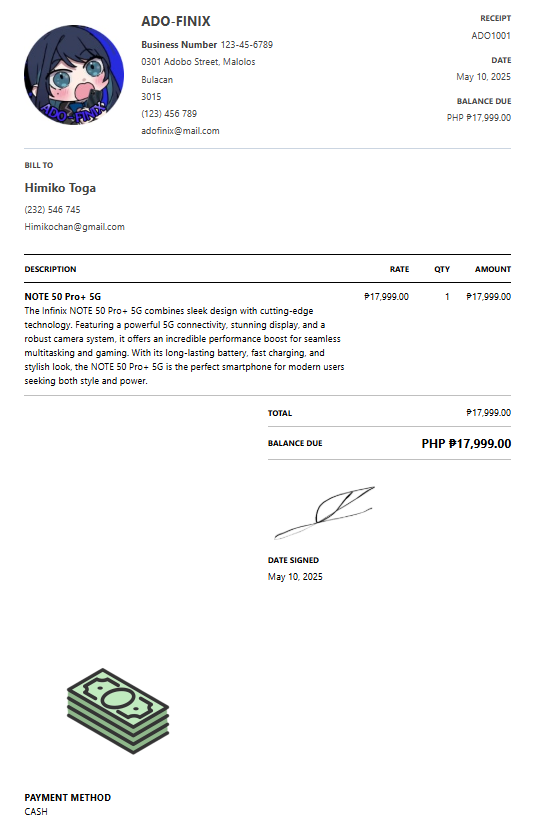 ADO-FINIX
Business Number 123-45-6789
0301 Adobo Street, Malolos
Bulacan
3015
(123) 456 789
adofinix@mail.com
ADO-FINIX
RECEIPT
ADO1001
DATE
May 10, 2025
BALANCE DUE
PHP ₱17,999.00
BILL TO
Himiko Toga
(232) 546 745
Himikochan@gmail.com
DESCRIPTION RATE QTY AMOUNT
NOTE 50 Pro+ 5G ₱17,999.00 1 ₱17,999.00
The Infinix NOTE 50 Pro+ 5G combines sleek design with cutting-edge
technology. Featuring a powerful 5G connectivity, stunning display, and a
robust camera system, it offers an incredible performance boost for seamless
multitasking and gaming. With its long-lasting battery, fast charging, and
stylish look, the NOTE 50 Pro+ 5G is the perfect smartphone for modern users
seeking both style and power.
TOTAL ₱17,999.00
BALANCE DUE PHP ₱17,999.00
DATE SIGNED
May 10, 2025
PAYMENT METHOD
CASH